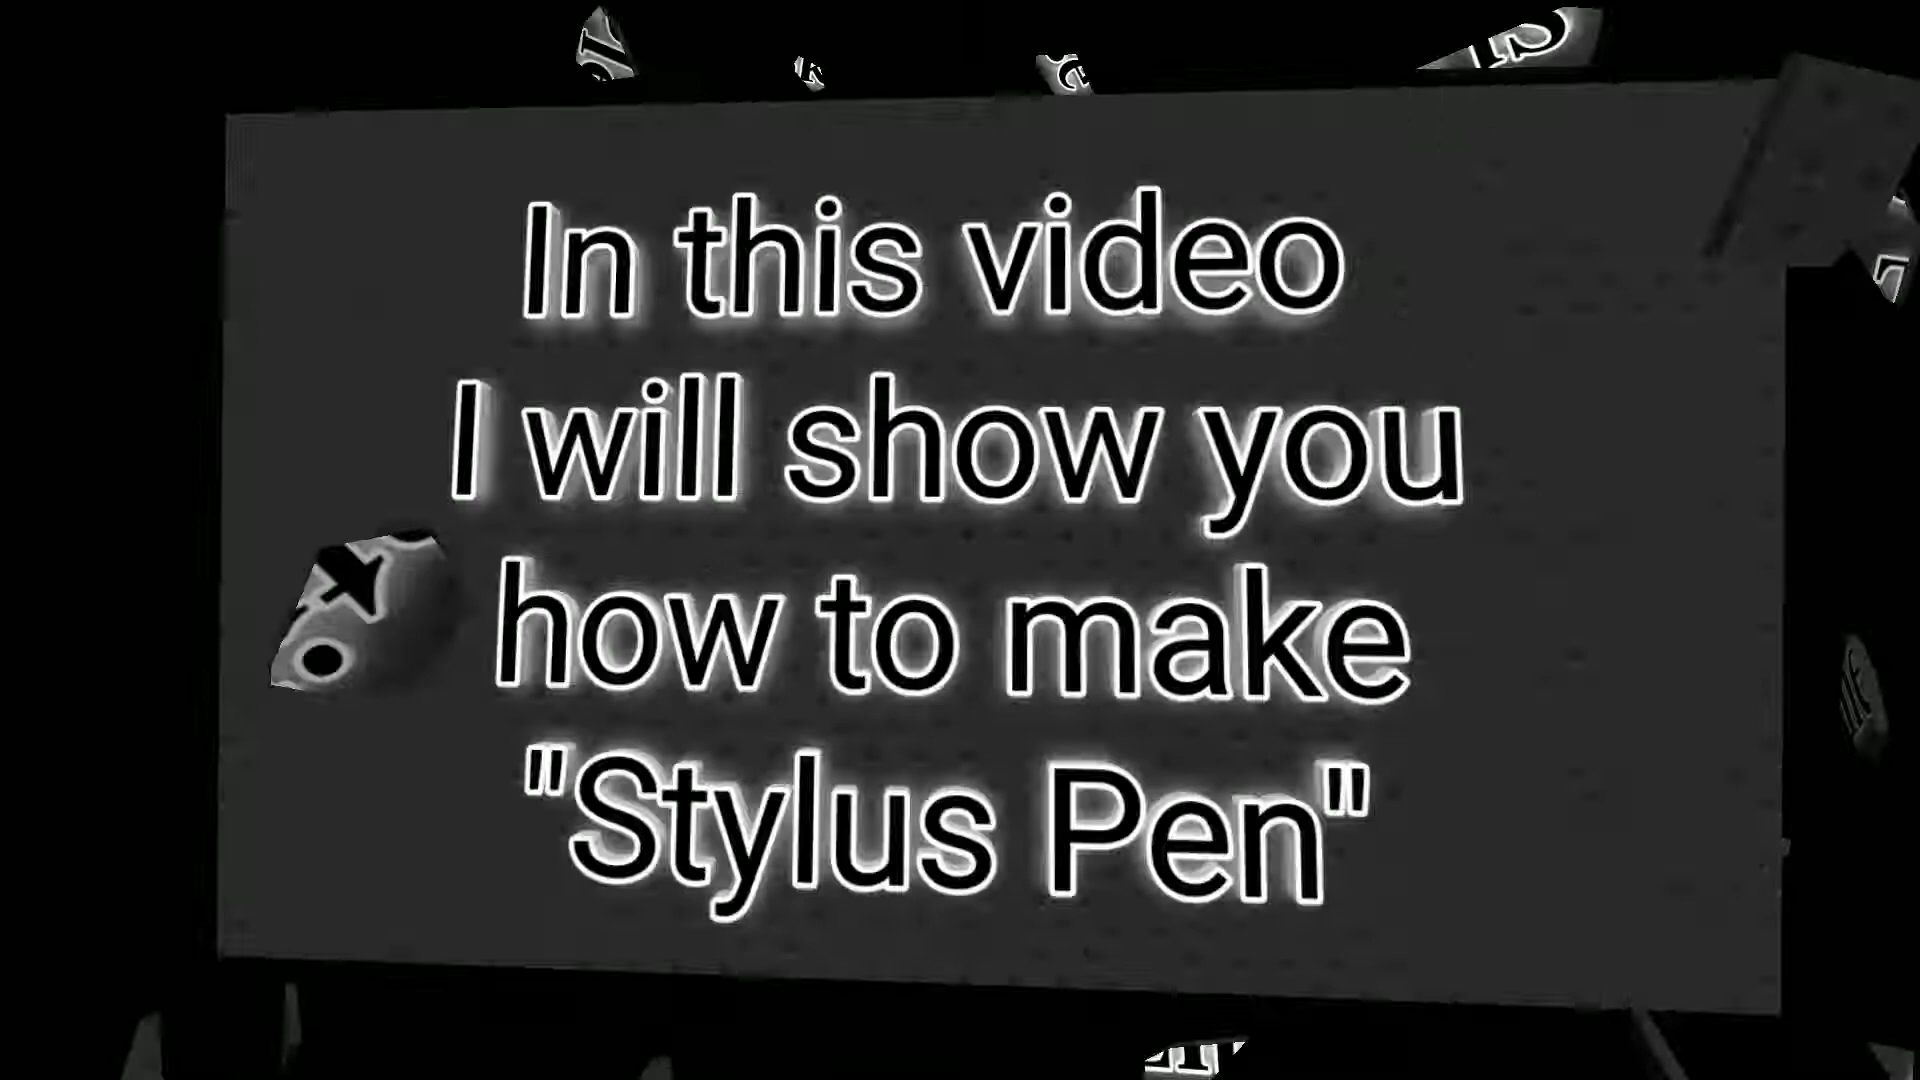 In this video
I will show you
how to make
"Stylus Pen"